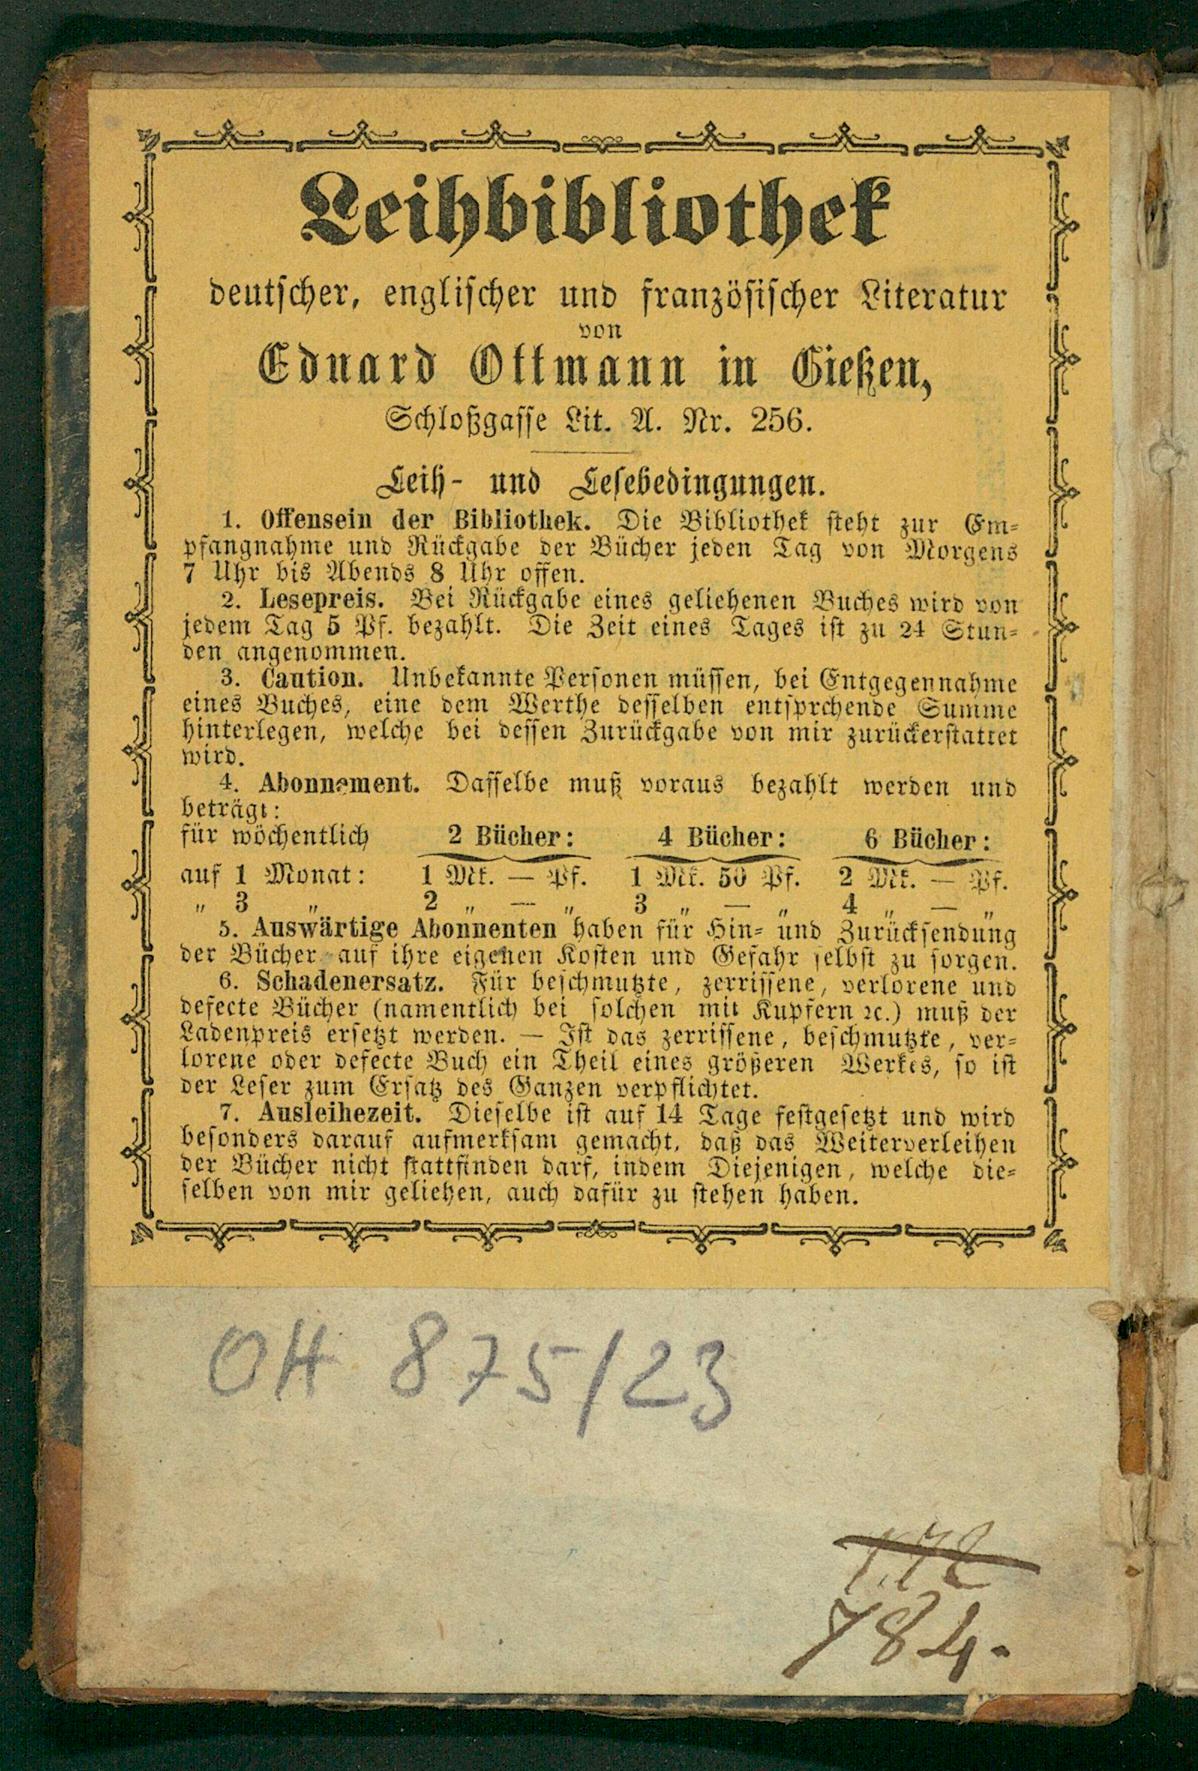 Leihbibliothek
deutscher, englischer und französischer Literatur
von
Eduard Ottmann in Gießen,
Schloßgasse Lit. A. Nr. 256.
Leih- und Lesebedingungen.
1. Offensein der Bibliothek. Die Bibliothek steht zur Em-
pfangnahme und Rückgabe der Bücher jeden Tag von Morgens
7 Uhr bis Abends 8 Uhr offen.
2. Lesepreis. Bei Rückgabe eines geliehenen Buches wird von
jedem Tag 5 Pf. bezahlt. Die Zeit eines Tages ist zu 24 Stun-
den angenommen.
3. Caution. Unbekannte Personen müssen, bei Entgegennahme
eines Buches, eine dem Werthe desselben entsprchende Summe
hinterlegen, welche bei dessen Zurückgabe von mir zurückerstattet
wird.
4. Abonnement. Dasselbe muß voraus bezahlt werden und
beträgt:
für wöchentlich 2 Bücher: 4 Bücher: 6 Bücher:
auf 1 Monat: 1 Mk. — Pf. 1 Mk. 50 Pf. 2 Mk. — Pf.
„ 3 „ 2 „ — „ 3 „ — „ 4 „ — „
5. Auswärtige Abonnenten haben für Hin- und Zurücksendung
der Bücher auf ihre eigenen Kosten und Gefahr selbst zu sorgen.
6. Schadenersatz. Für beschmutzte, zerrissene, verlorene und
defecte Bücher (namentlich bei solchen mit Kupfern ꝛc.) muß der
Ladenpreis ersetzt werden. — Ist das zerrissene, beschmutzte, ver-
lorene oder defecte Buch ein Theil eines größeren Werkes, so ist
der Leser zum Ersatz des Ganzen verpflichtet.
7. Ausleihezeit. Dieselbe ist auf 14 Tage festgesetzt und wird
besonders darauf aufmerksam gemacht, daß das Weiterverleihen
der Bücher nicht stattfinden darf, indem Diejenigen, welche die-
selben von mir geliehen, auch dafür zu stehen haben.
OH 875/23
784.